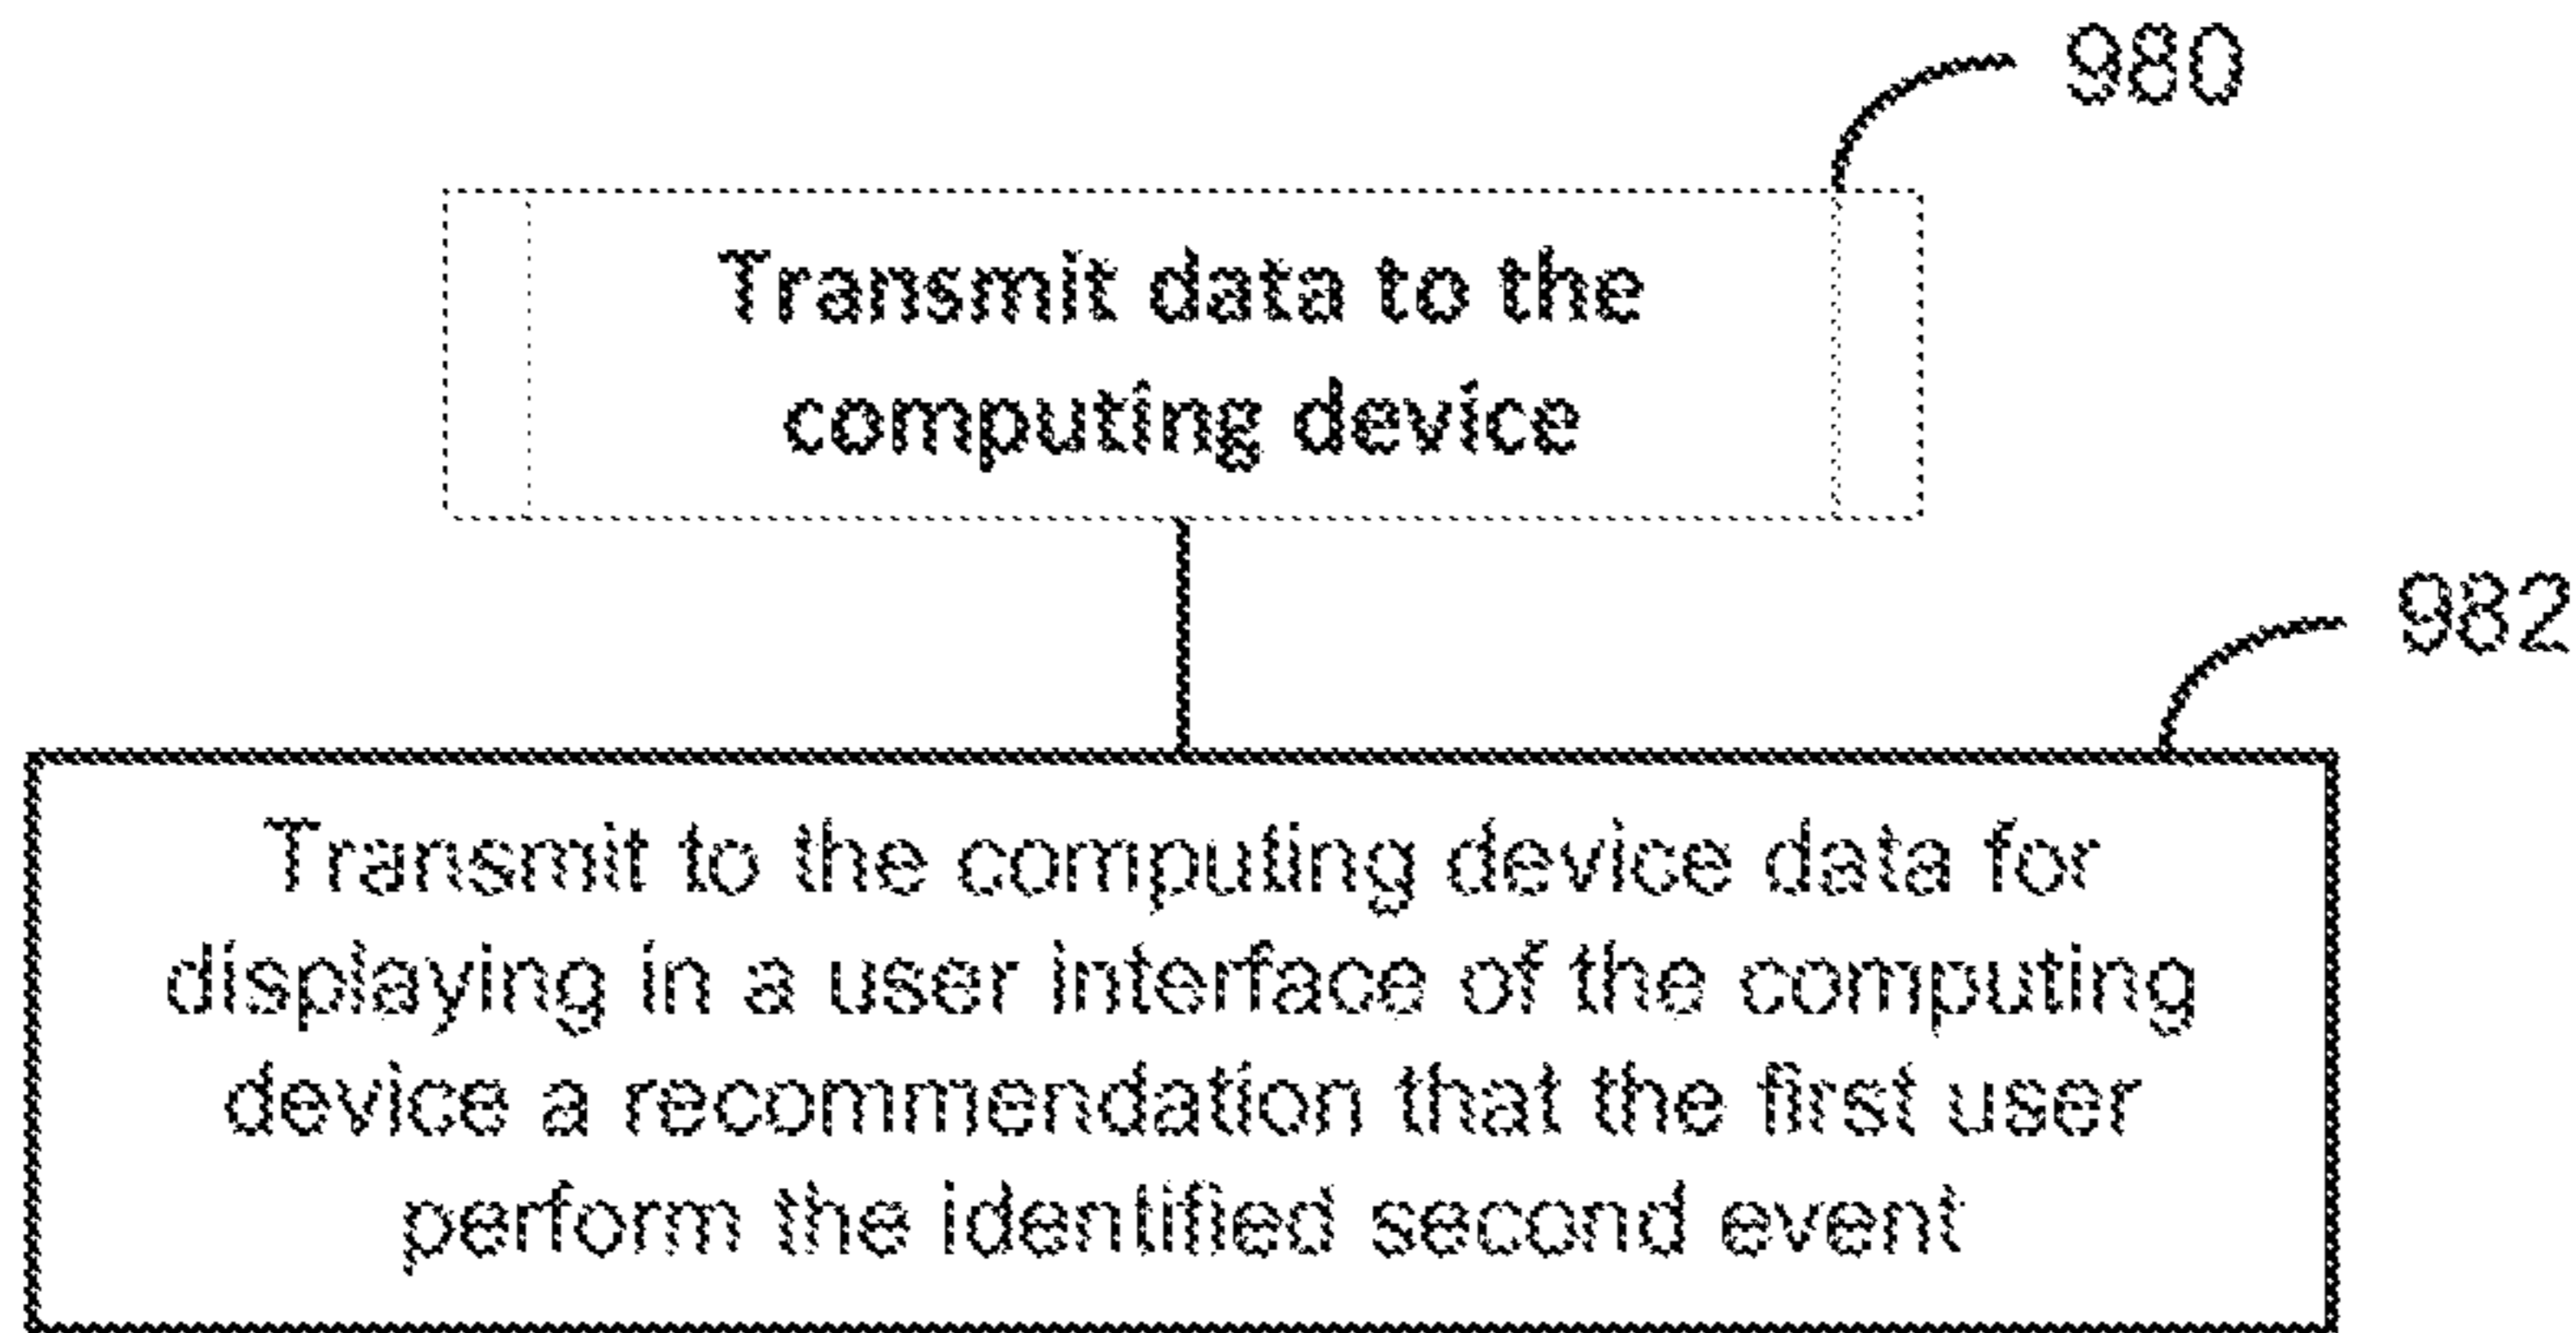 980
Transmit data to the
computing device
982
Transmit to the computing device data for
displaying in a user interface of the computing
device a recommendation that the first user
perform the identified second event